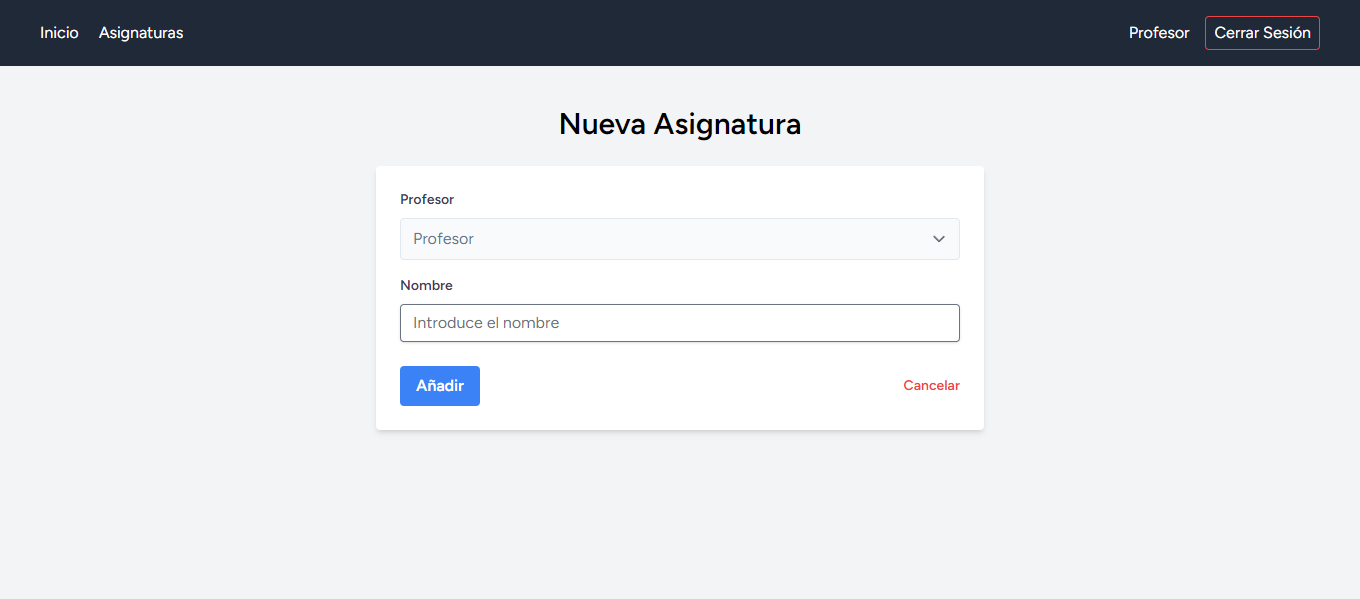 Inicio Asignaturas Profesor Cerrar Sesión
Nueva Asignatura
Profesor
Profesor
Nombre
Introduce el nombre
Añadir Cancelar